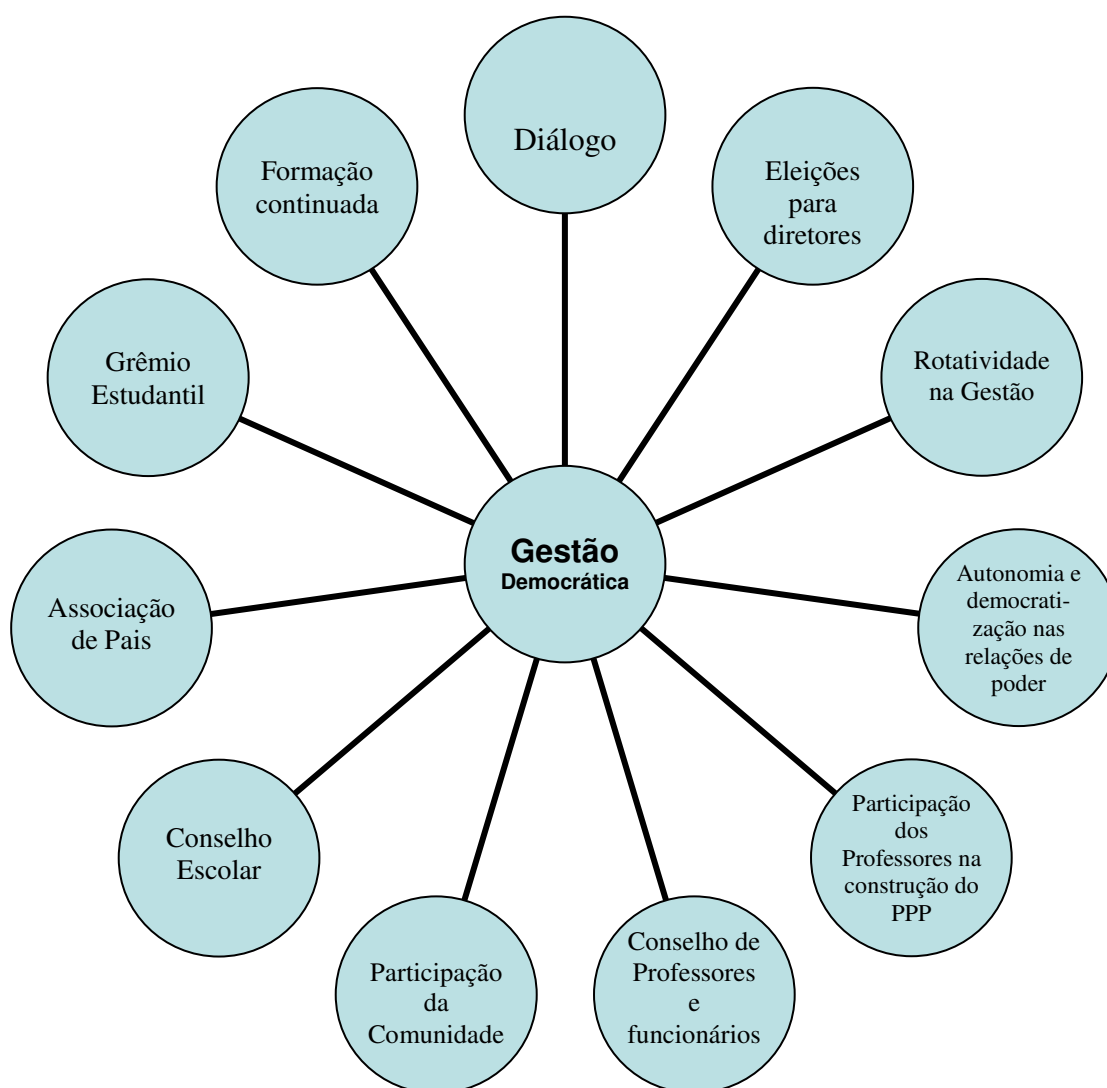 Diálogo
Eleições
para
diretores
Rotatividade
na Gestão
Autonomia e
democrati-
zação nas
relações de
poder
Participação
dos
Professores na
construção do
PPP
Conselho de
Professores
e
funcionários
Participação
da
Comunidade
Conselho
Escolar
Associação
de Pais
Grêmio
Estudantil
Formação
continuada
Gestão
Democrática